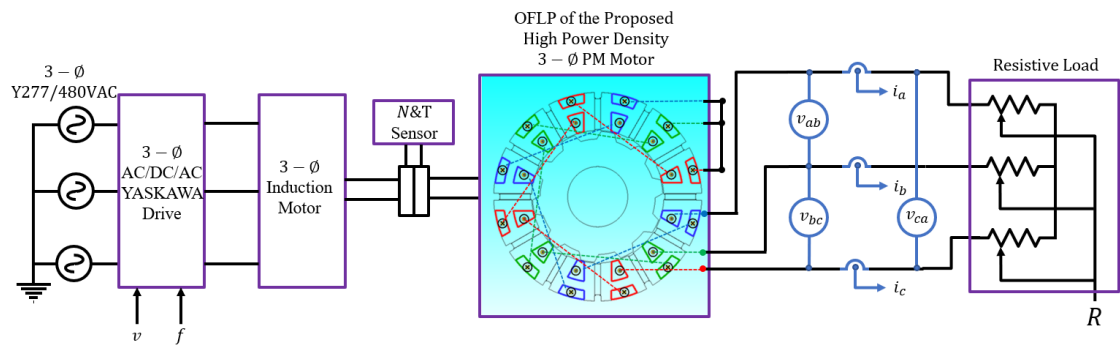 OFLP of the Proposed
High Power Density
3 − Ø PM Motor
3 − Ø
Y277/480VAC
3 − Ø
AC/DC/AC
YASKAWA
Drive
v
f
3 − Ø
Induction
Motor
N&T
Sensor
v_ab
v_bc
v_ca
i_a
i_b
i_c
Resistive Load
R